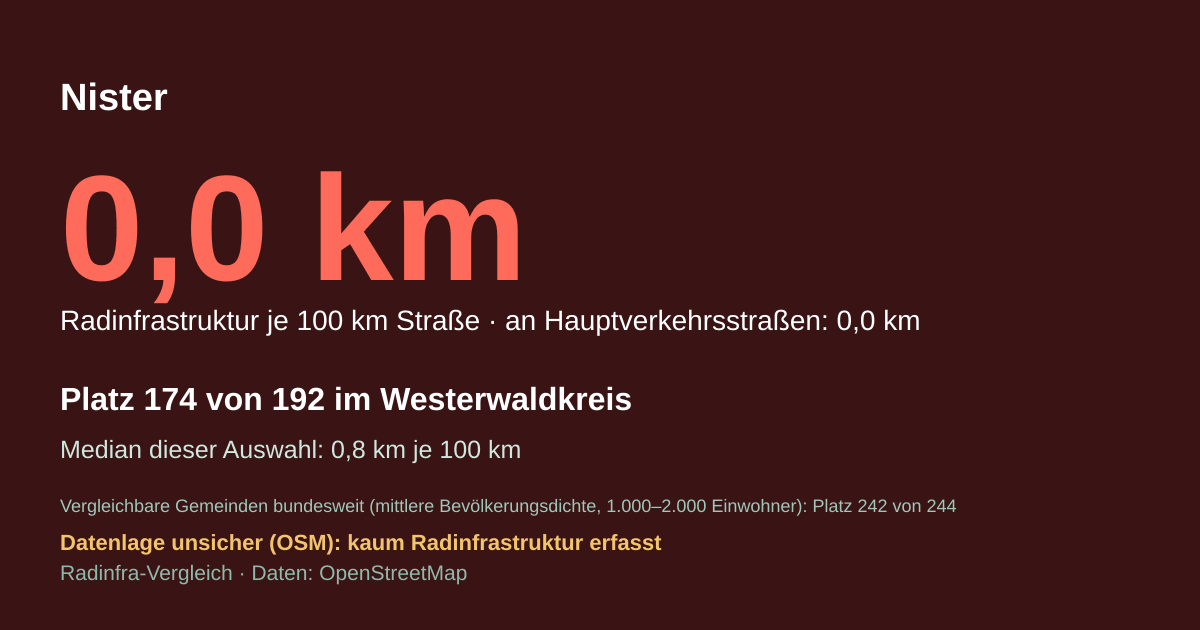 Nister
0,0 km
Radinfrastruktur je 100 km Straße · an Hauptverkehrsstraßen: 0,0 km
Platz 174 von 192 im Westerwaldkreis
Median dieser Auswahl: 0,8 km je 100 km
Vergleichbare Gemeinden bundesweit (mittlere Bevölkerungsdichte, 1.000–2.000 Einwohner): Platz 242 von 244
Datenlage unsicher (OSM): kaum Radinfrastruktur erfasst
Radinfra-Vergleich · Daten: OpenStreetMap